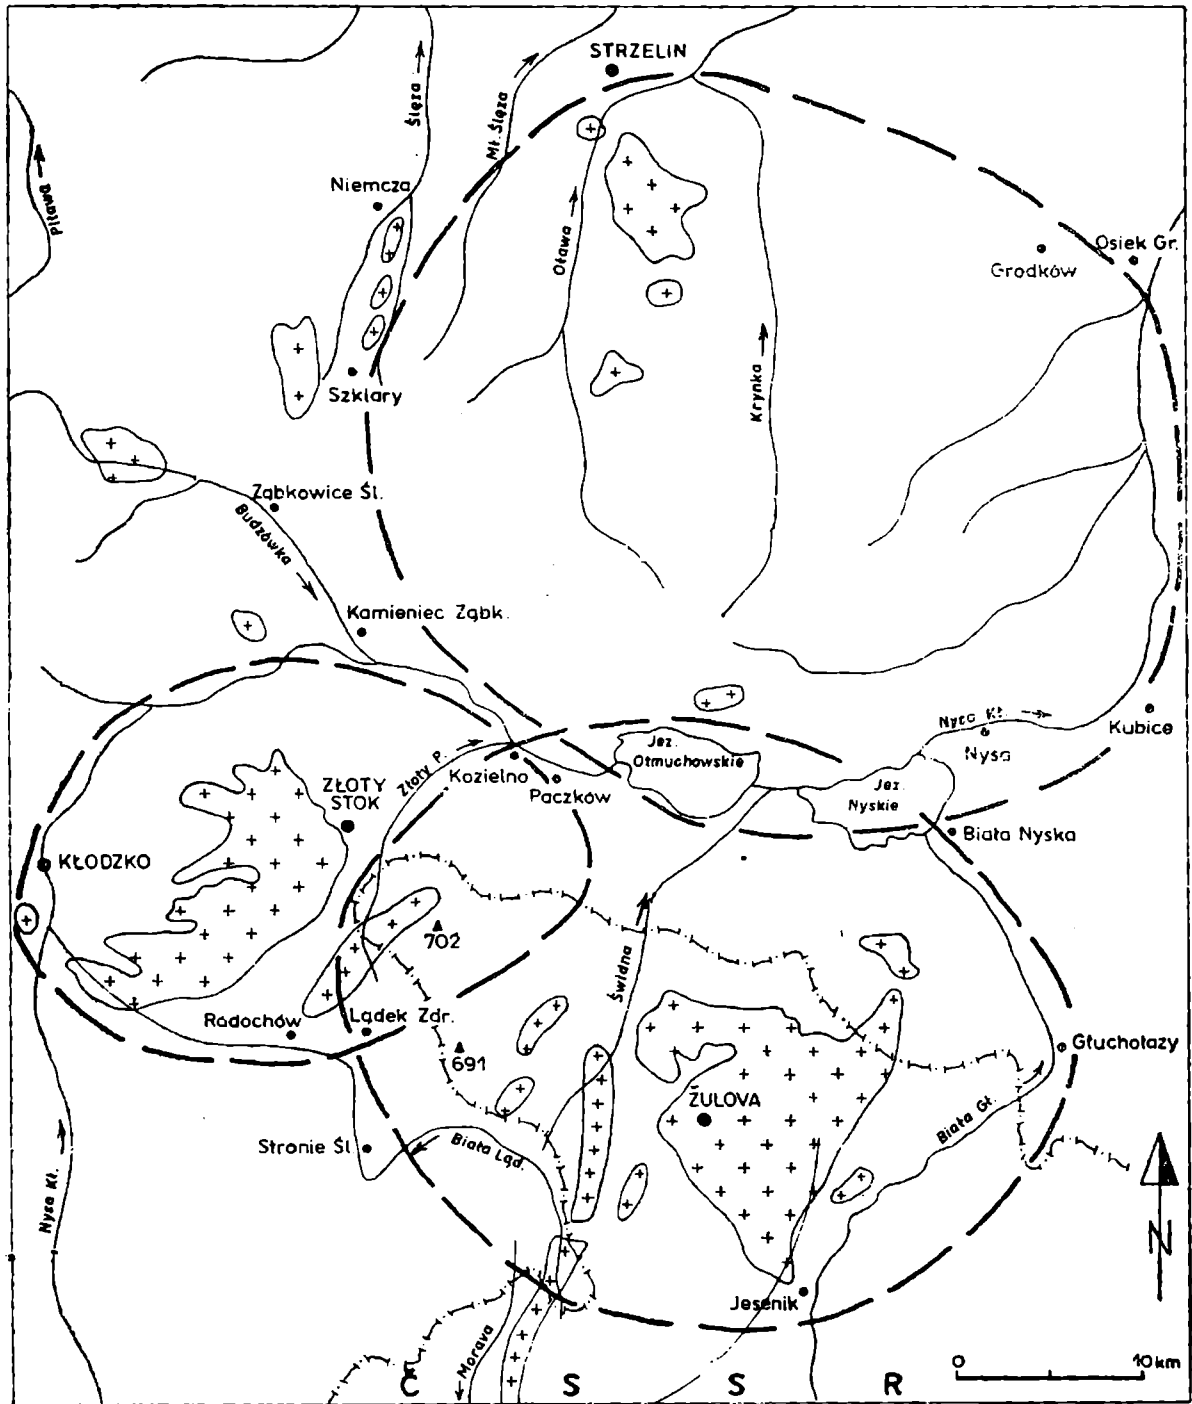 STRZELIN
Ślęza
Mł. Ślęza
Niemcza
Piława
Oława
Osiek Gr.
Grodków
Krynka
Szklary
Ząbkowice Śl.
Budzówka
Kamieniec Ząbk.
Nysa Kł.
Nysa
Kubice
Jez.
Otmuchowskie
Złoty P.
Kozielno
Paczków
Jez.
Nyskie
ZŁOTY
STOK
Biała Nyska
KŁODZKO
702
Świdna
Radochów
Lądek Zdr.
691
Głuchołazy
ŽULOVA
Biała Gł.
Stronie Śl.
Biała Ląd.
Nysa Kł.
N
Jesenik
Morava
0 10 km
Č S S R